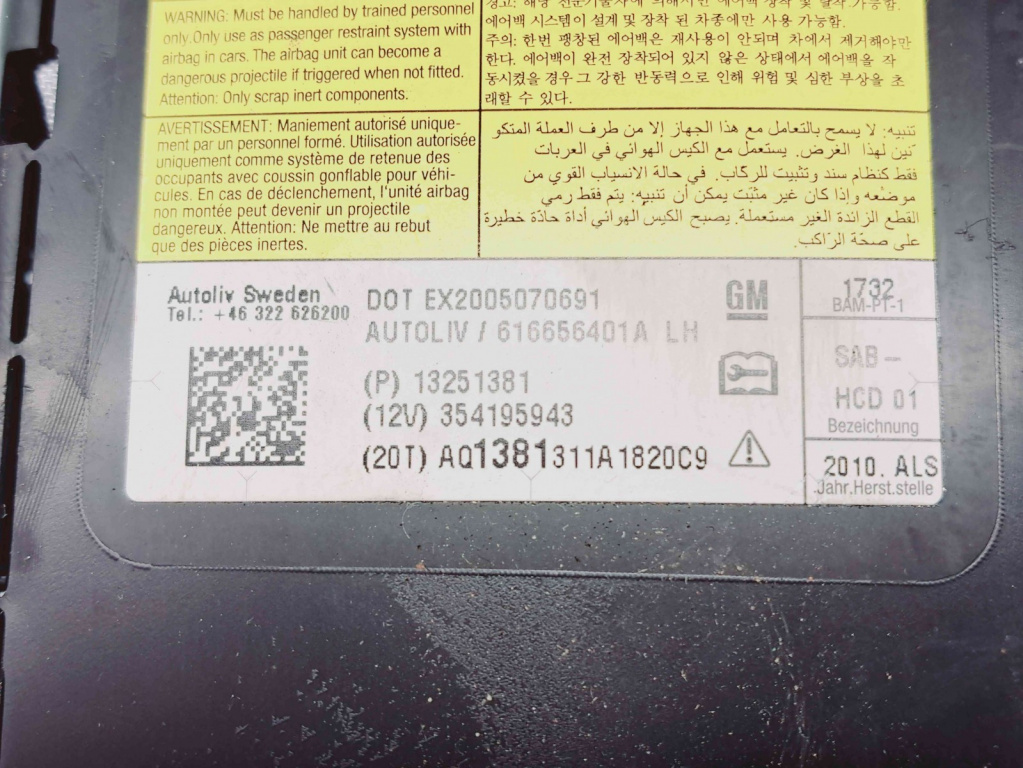 WARNING: Must be handled by trained personnel
only. Only use as passenger restraint system with
airbag in cars. The airbag unit can become a
dangerous projectile if triggered when not fitted.
Attention: Only scrap inert components.
에어백 시스템이 설계 및 장착 된 차종에만 사용 가능함.
주의: 한번 팽창된 에어백은 재사용이 안되며 차에서 제거해야만
한다. 에어백이 완전 장착되어 있지 않은 상태에서 에어백을 작
동시켰을 경우 그 강한 반동력으로 인해 위험 및 심한 부상을 초
래할 수 있다.
AVERTISSEMENT: Maniement autorisé unique-
ment par un personnel formé. Utilisation autorisée
uniquement comme système de retenue des
occupants avec coussin gonflable pour véhi-
cules. En cas de déclenchement, l'unité airbag
non montée peut devenir un projectile
dangereux. Attention: Ne mettre au rebut
que des pièces inertes.
تنبيه: لا يسمح بالتعامل مع هذا الجهاز إلا من طرف العملة المتكو
نين لهذا الغرض. يستعمل مع الكيس الهوائي في العربات
فقط كنظام سند وتثبيت للركاب. في حالة الانسياب القوي من
موضعه وإذا كان غير مثبّت يمكن أن تنبيه: يتم فقط رمي
القطع الزائدة الغير مستعملة. يصبح الكيس الهوائي أداة حادّة خطيرة
على صحّة الرّاكب.
Autoliv Sweden
Tel.: +46 322 626200
DOT EX2005070691
AUTOLIV / 616656401A LH
(P) 13251381
(12V) 354195943
(20T) AQ1381311A1820C9
GM
1732
BAM-PT-1
SAB-
HCD 01
Bezeichnung
2010. ALS
Jahr.Herst.stelle